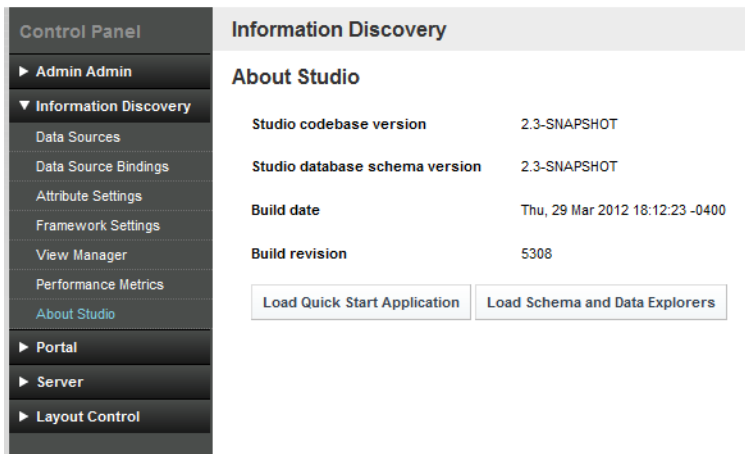 Control Panel
Admin Admin
Information Discovery
Data Sources
Data Source Bindings
Attribute Settings
Framework Settings
View Manager
Performance Metrics
About Studio
Portal
Server
Layout Control
Information Discovery
About Studio
Studio codebase version 2.3-SNAPSHOT
Studio database schema version 2.3-SNAPSHOT
Build date Thu, 29 Mar 2012 18:12:23 -0400
Build revision 5308
Load Quick Start Application Load Schema and Data Explorers